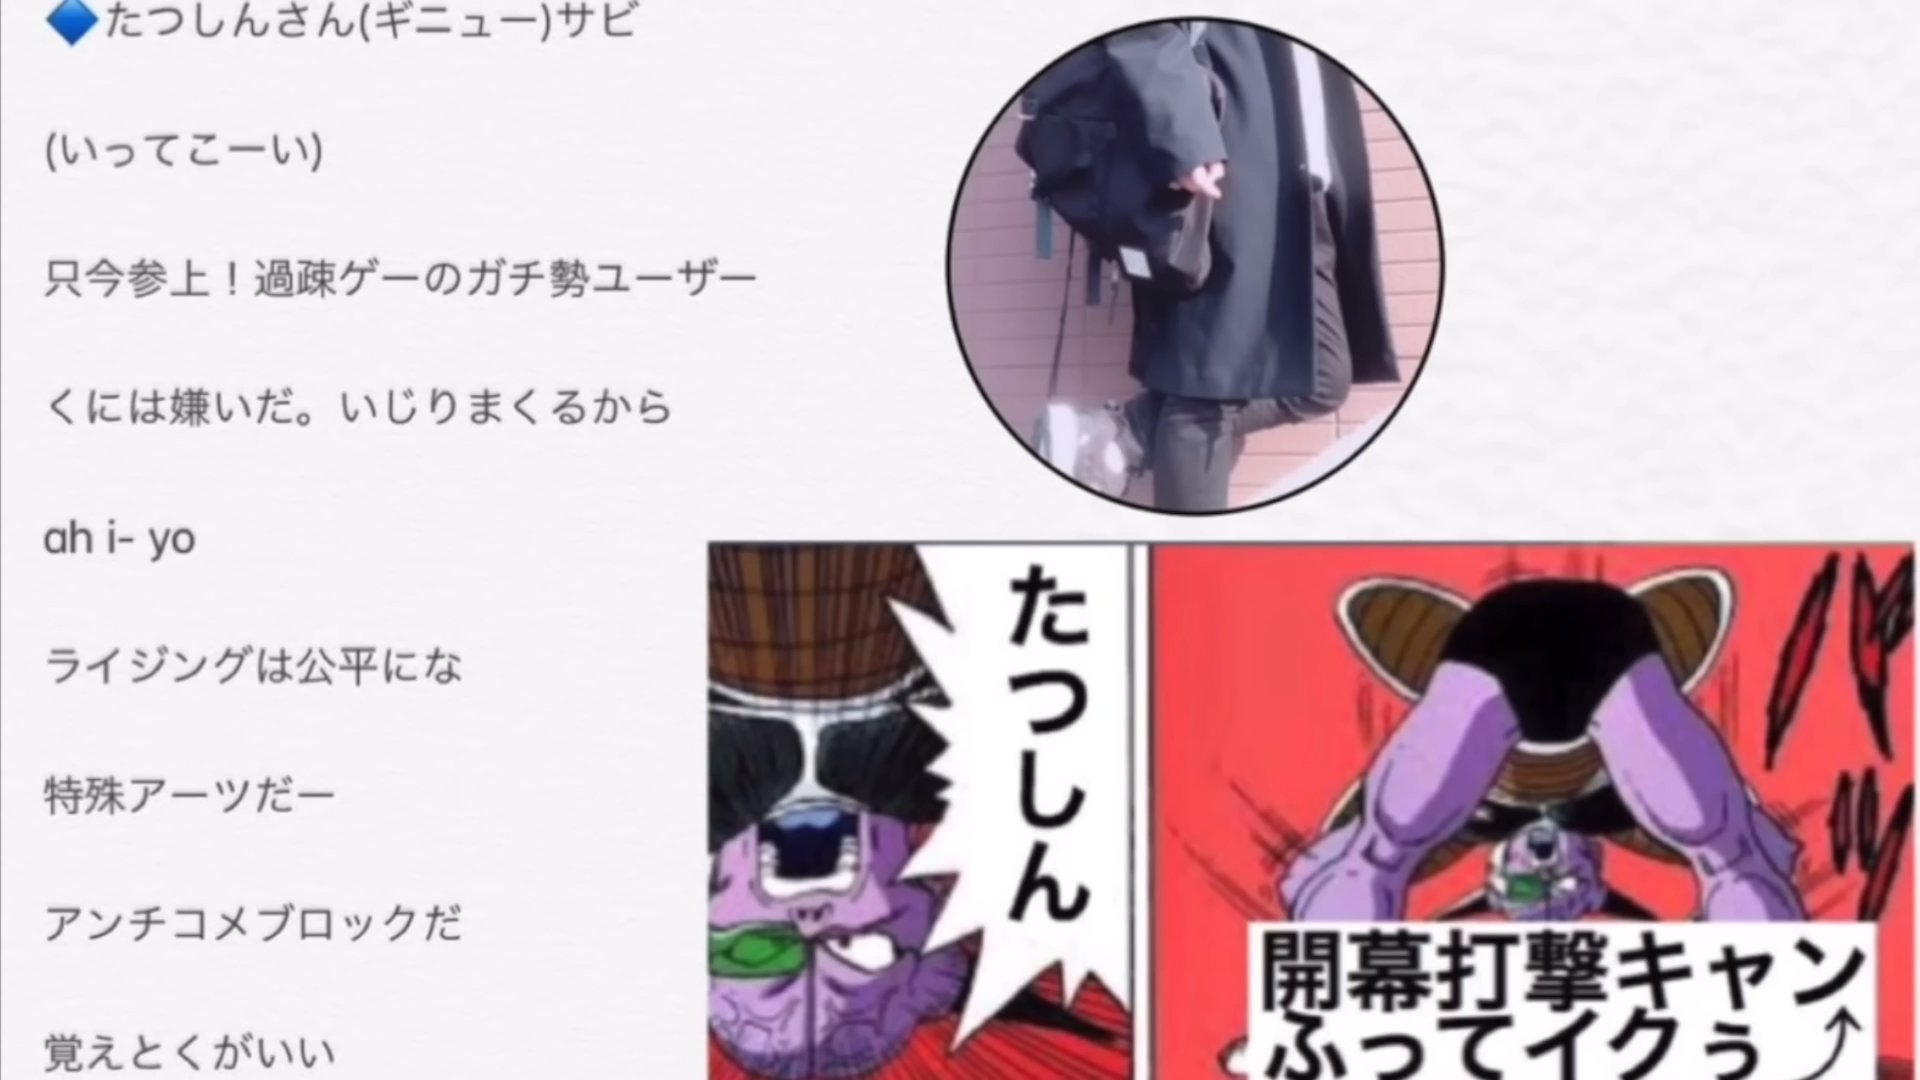 🔷たつしんさん(ギニュー)サビ
(いってこーい)
只今参上！過疎ゲーのガチ勢ユーザー
くには嫌いだ。いじりまくるから
ah i- yo
ライジングは公平にな
特殊アーツだー
アンチコメブロックだ
覚えとくがいい
たつしん
バッ
開幕打撃キャン
ふってイクぅ⤴